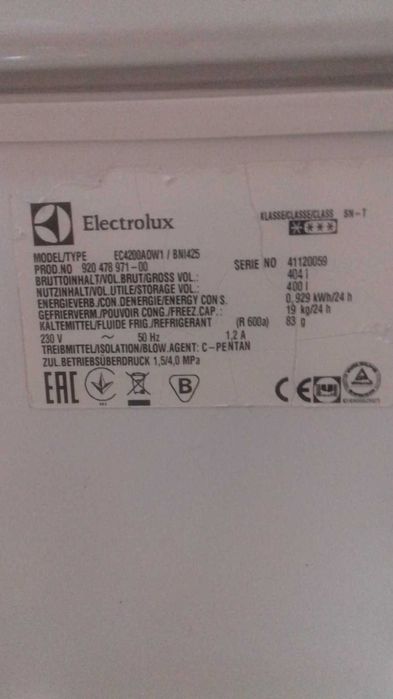 Electrolux
KLASSE/CLASSE/CLASS SN-T
MODEL/TYPE EC4200AOW1 / BNI425
PROD.NO 920 478 971-00 SERIE NO 41120059
BRUTTOINHALT/VOL.BRUT/GROSS VOL.: 404 l
NUTZINHALT/VOL.UTILE/STORAGE VOL.: 400 l
ENERGIEVERB./CON.DENERGIE/ENERGY CON S. 0,929 kWh/24 h
GEFRIERVERM./POUVOIR CONG./FREEZ.CAP.: 19 kg/24 h
KÄLTEMITTEL/FLUIDE FRIG./REFRIGERANT (R 600a) 83 g
230 V ~ 50 Hz 1,2 A
TREIBMITTEL/ISOLATION/BLOW.AGENT: C-PENTAN
ZUL.BETRIEBSÜBERDRUCK 1,5/4,0 MPa
EAC B CE